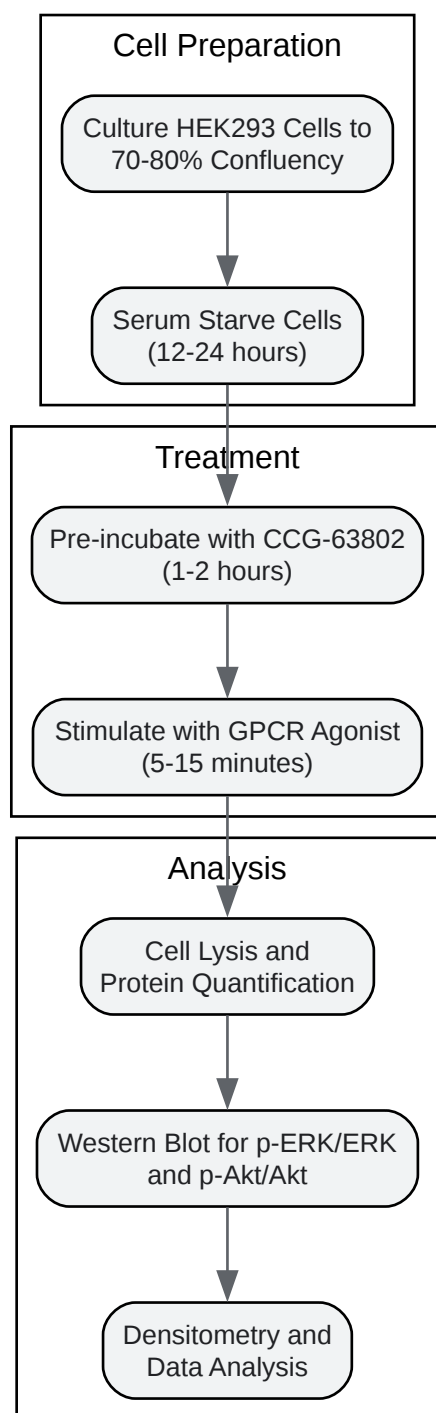 Cell Preparation
Culture HEK293 Cells to
70-80% Confluency
Serum Starve Cells
(12-24 hours)
Treatment
Pre-incubate with CCG-63802
(1-2 hours)
Stimulate with GPCR Agonist
(5-15 minutes)
Analysis
Cell Lysis and
Protein Quantification
Western Blot for p-ERK/ERK
and p-Akt/Akt
Densitometry and
Data Analysis